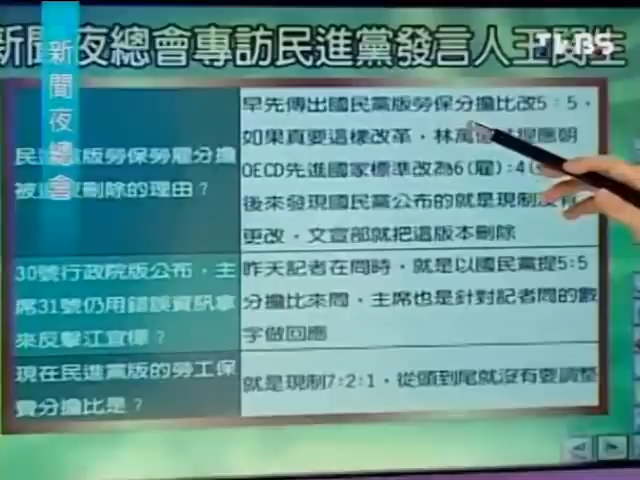 新聞夜總會專訪民進黨發言人王
TVBS
新聞夜總會
民 黨版勞保勞雇分擔
被 刪除的理由？
早先傳出國民黨版勞保分擔比改5：5，
如果真要這樣改革，林萬 提應朝
OECD先進國家標準改為6(雇)：4(
後來發現國民黨公布的就是現制沒有
更改，文宣部就把這版本刪除
30號行政院版公布，主
席31號仍用錯誤資訊拿
來反擊江宜樺？
昨天記者在問時，就是以國民黨提5:5
分擔比來問，主席也是針對記者問的數
字做回應
現在民進黨版的勞工保
費分擔比是？
就是現制7:2:1，從頭到尾就沒有要調整